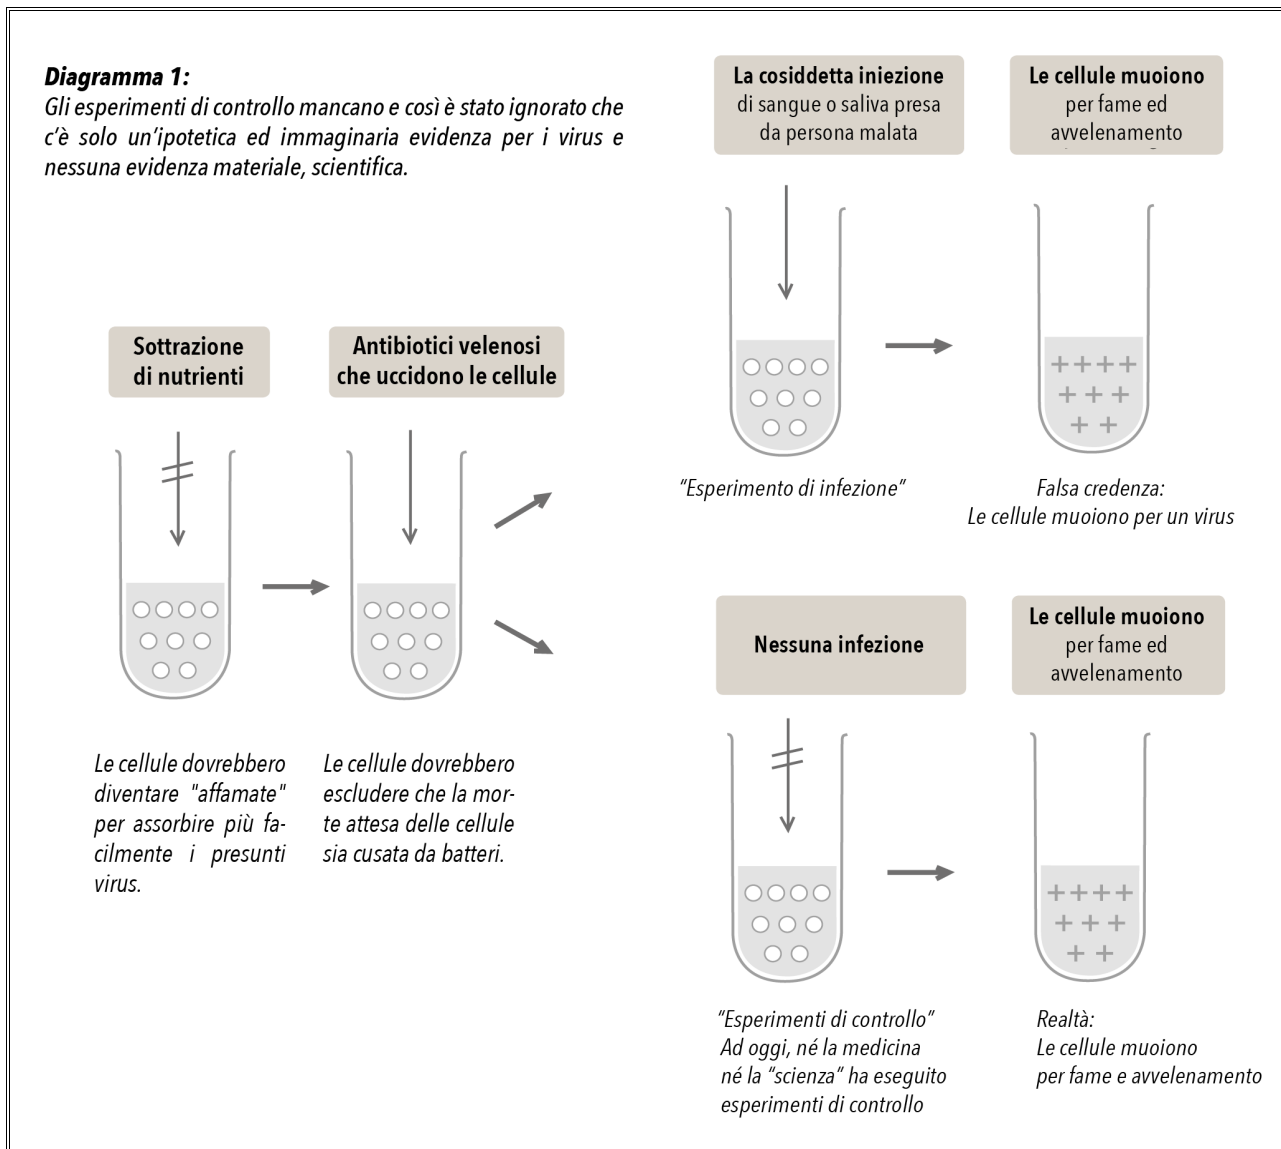 Diagramma 1:
Gli esperimenti di controllo mancano e così è stato ignorato che
c'è solo un'ipotetica ed immaginaria evidenza per i virus e
nessuna evidenza materiale, scientifica.
La cosiddetta iniezione
di sangue o saliva presa
da persona malata
Le cellule muoiono
per fame ed
avvelenamento
Sottrazione
di nutrienti
Antibiotici velenosi
che uccidono le cellule
"Esperimento di infezione"
Falsa credenza:
Le cellule muoiono per un virus
Nessuna infezione
Le cellule muoiono
per fame ed
avvelenamento
Le cellule dovrebbero
diventare "affamate"
per assorbire più fa-
cilmente i presunti
virus.
Le cellule dovrebbero
escludere che la mor-
te attesa delle cellule
sia cusata da batteri.
"Esperimenti di controllo"
Ad oggi, né la medicina
né la "scienza" ha eseguito
esperimenti di controllo
Realtà:
Le cellule muoiono
per fame e avvelenamento